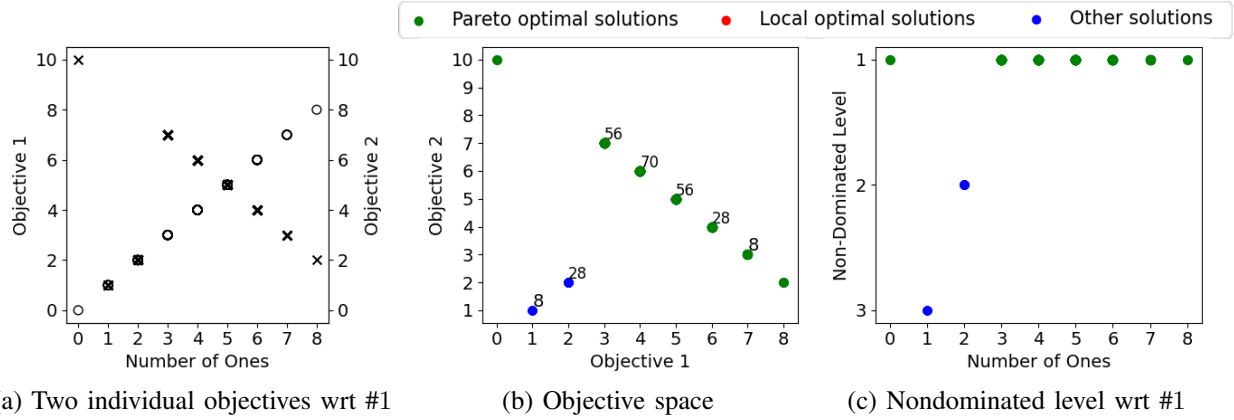 Pareto optimal solutions Local optimal solutions Other solutions
10 10 10 1
9
8 8 8
7
6 6 6
5 2
4 4 4
3
2 2 2
0 0 1 3
56
70
56
28
8
28
8
Objective 1
Objective 2
Objective 2
Non-Dominated Level
0 1 2 3 4 5 6 7 8 0 1 2 3 4 5 6 7 8 0 1 2 3 4 5 6 7 8
Number of Ones Objective 1 Number of Ones
a) Two individual objectives wrt #1 (b) Objective space (c) Nondominated level wrt #1